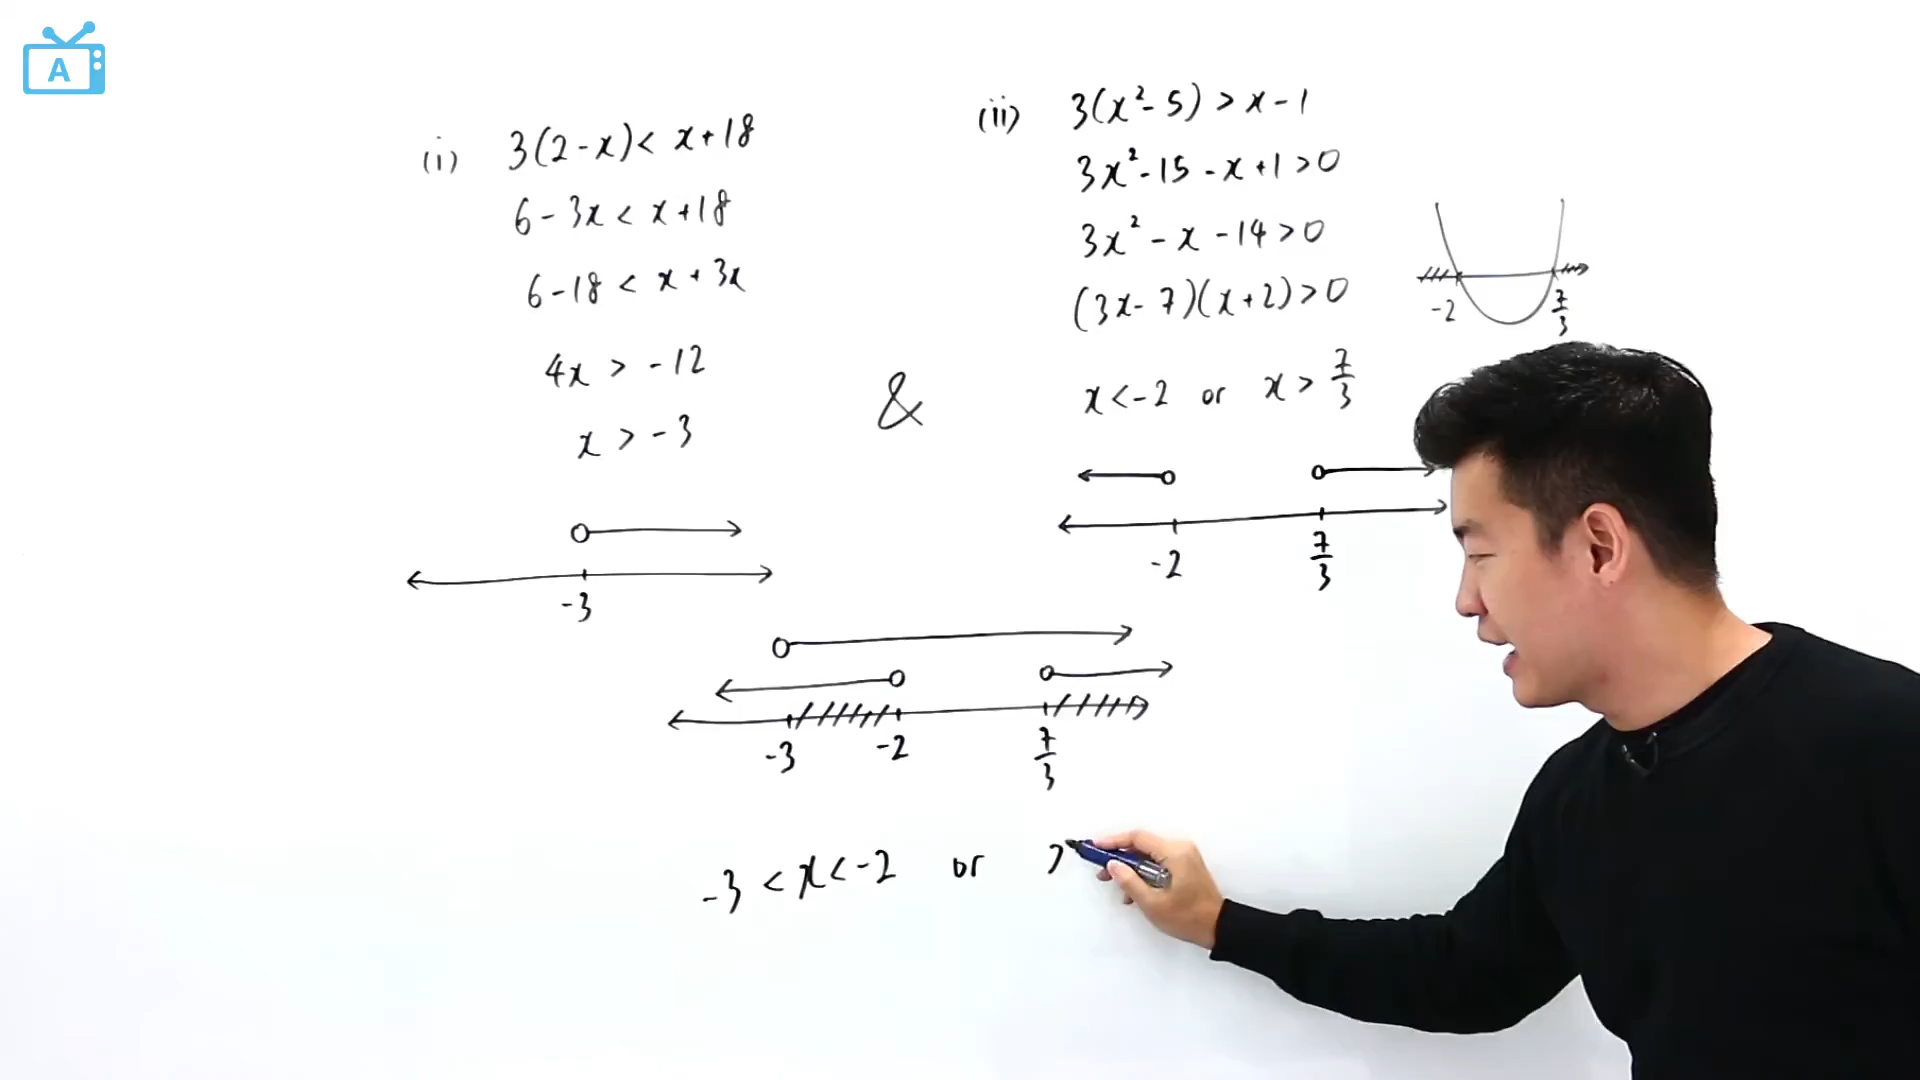 A
(i) 3(2-x) < x+18
6-3x < x+18
6-18 < x+3x
4x > -12
x > -3
-3
&
(ii) 3(x²-5) > x-1
3x²-15-x+1 > 0
3x²-x-14 > 0
(3x-7)(x+2) > 0
-2 7/3
x < -2 or x > 7/3
-2 7/3
-3 -2 7/3
-3 < x < -2 or